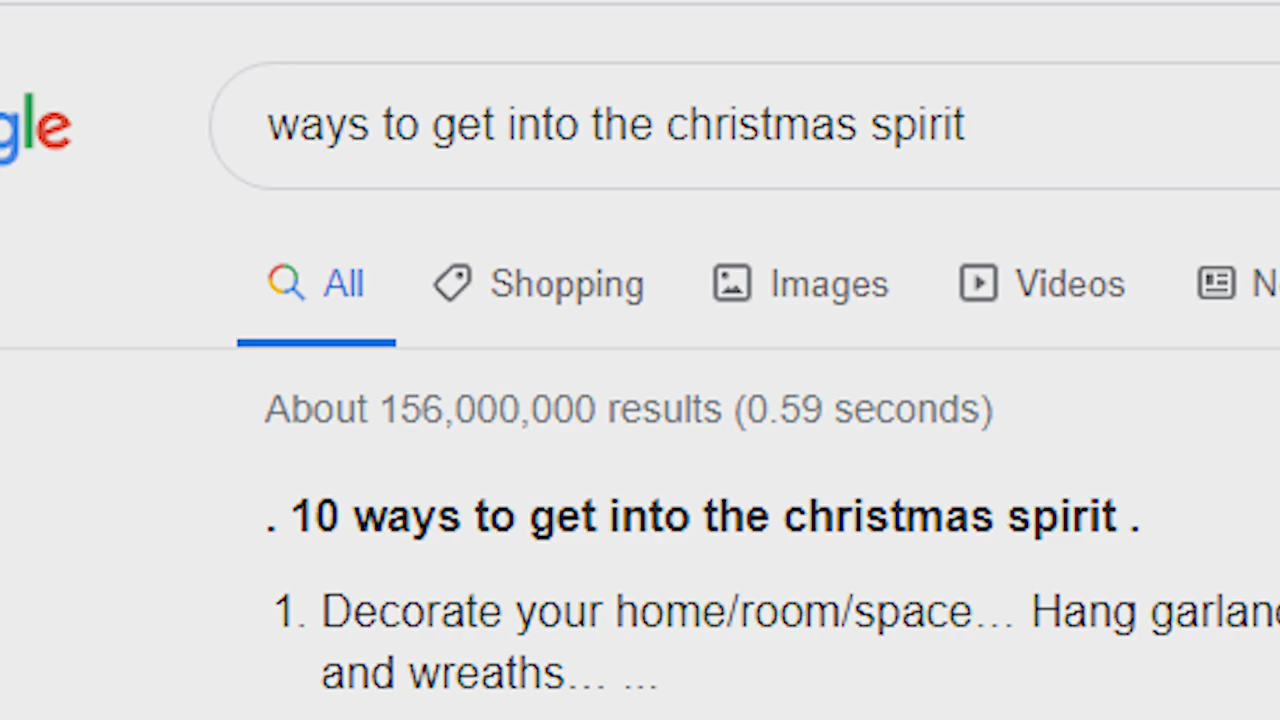 gle
ways to get into the christmas spirit
All Shopping Images Videos
About 156,000,000 results (0.59 seconds)
. 10 ways to get into the christmas spirit .
1. Decorate your home/room/space... Hang garlan
and wreaths... ...